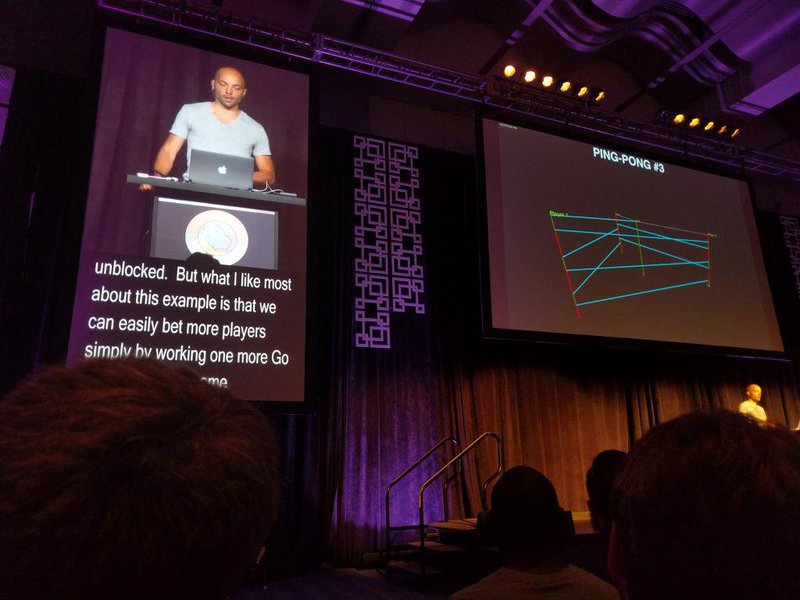 unblocked. But what I like most
about this example is that we
can easily bet more players
simply by working one more Go
PING-PONG #3